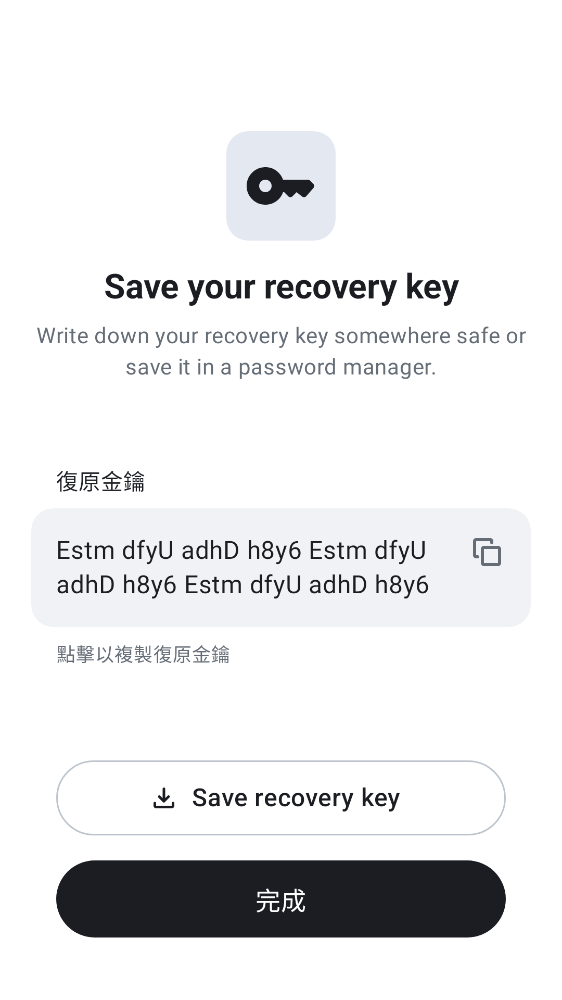 Save your recovery key
Write down your recovery key somewhere safe or
save it in a password manager.
復原金鑰
Estm dfyU adhD h8y6 Estm dfyU
adhD h8y6 Estm dfyU adhD h8y6
點擊以複製復原金鑰
Save recovery key
完成